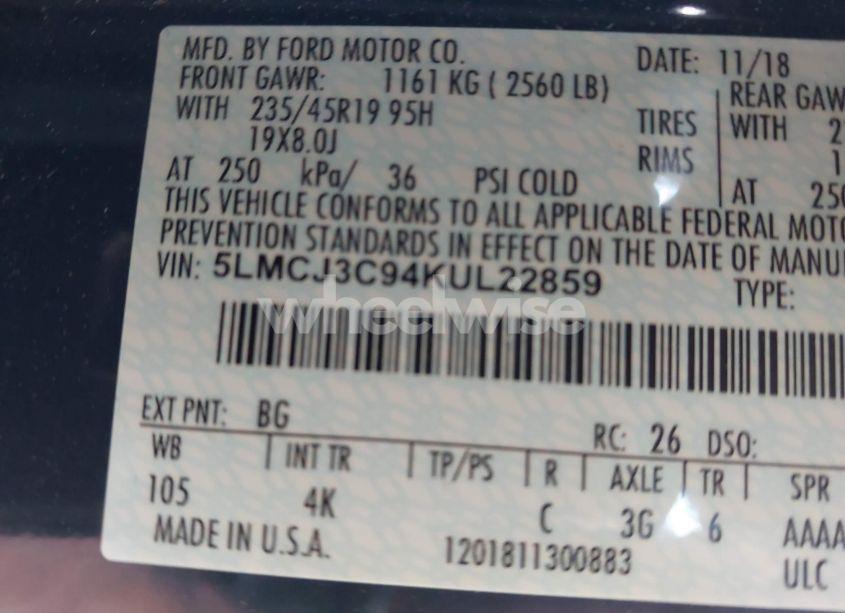 MFD. BY FORD MOTOR CO. DATE: 11/18
FRONT GAWR: 1161 KG ( 2560 LB) REAR GAW
WITH 235/45R19 95H TIRES WITH 2
19X8.0J RIMS 1
AT 250 kPa/ 36 PSI COLD AT 250
THIS VEHICLE CONFORMS TO ALL APPLICABLE FEDERAL MOTO
PREVENTION STANDARDS IN EFFECT ON THE DATE OF MANU
VIN: 5LMCJ3C94KUL22859 TYPE:
wheelwise
EXT PNT: BG RC: 26 DSO:
WB INT TR TP/PS R AXLE TR SPR
105 4K C 3G 6 AAAA
MADE IN U.S.A. 1201811300883 ULC